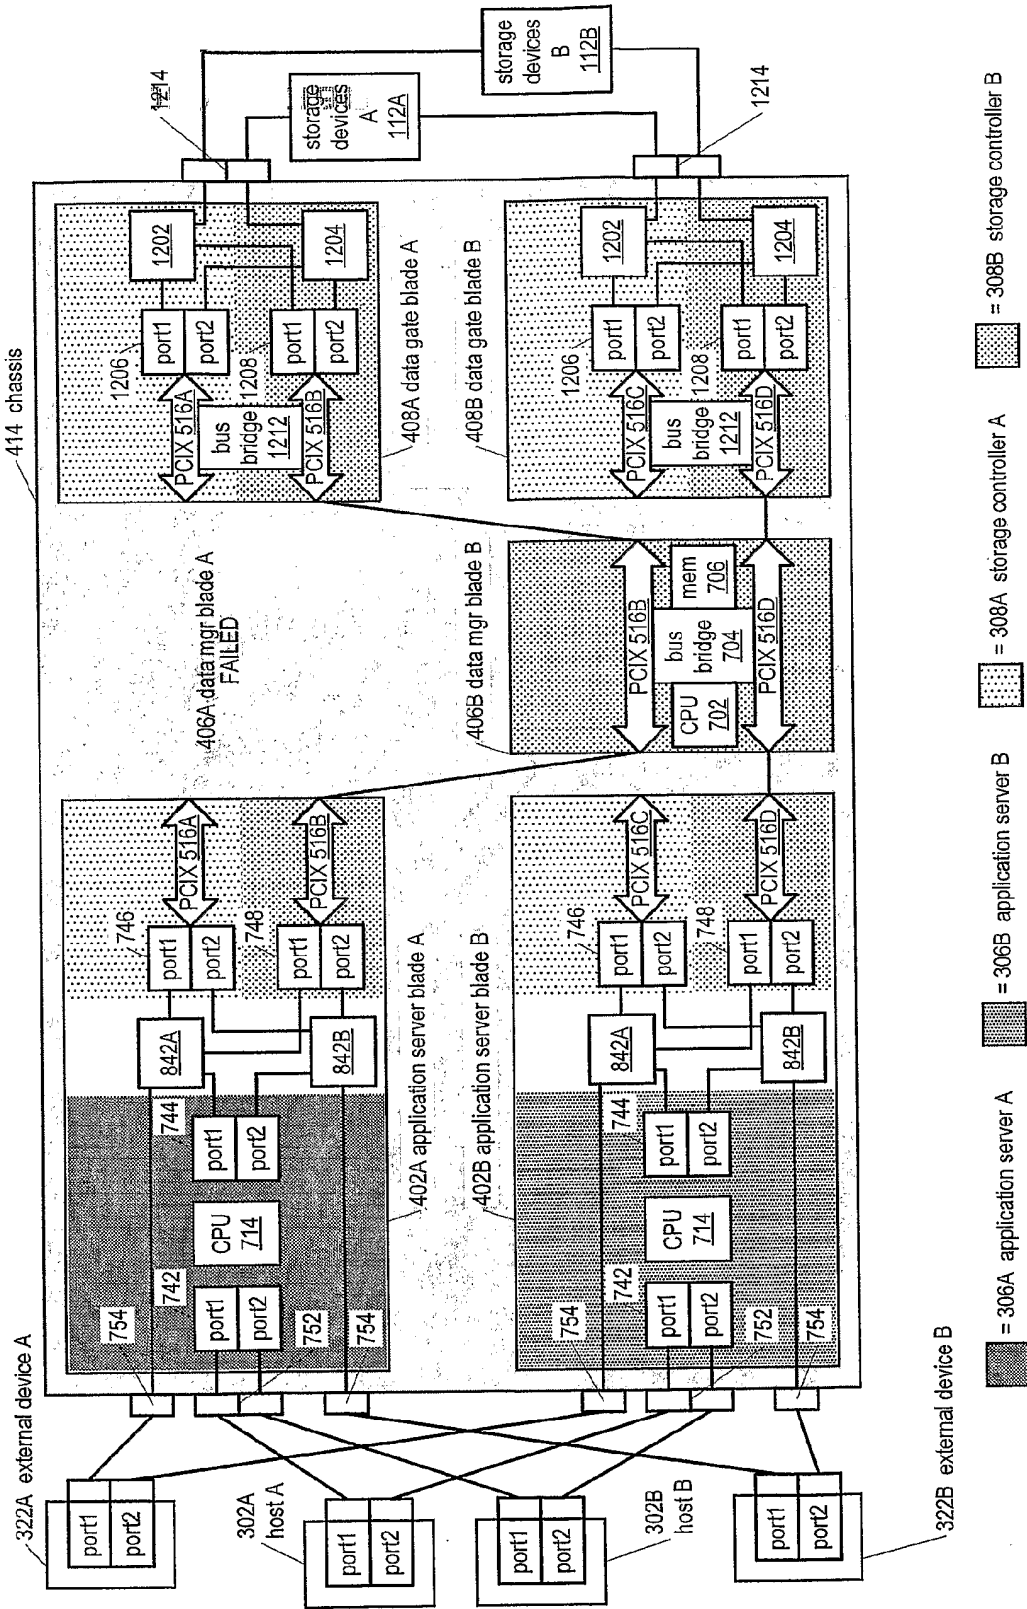 414 chassis
322A external device A
port1
port2
302A
host A
port1
port2
302B
host B
port1
port2
322B external device B
port1
port2
754
752
754
754
752
754
742
port1
port2
CPU
714
744
port1
port2
842A
842B
746
port1
port2
748
port1
port2
PCIX 516A
PCIX 516B
402A application server blade A
402B application server blade B
742
port1
port2
CPU
714
744
port1
port2
842A
842B
746
port1
port2
748
port1
port2
PCIX 516C
PCIX 516D
406A data mgr blade A
FAILED
406B data mgr blade B
PCIX 516B
CPU
702
bus
bridge 704
mem
706
PCIX 516D
PCIX 516A
bus
bridge 1212
PCIX 516B
1206
port1
port2
1208
port1
port2
1202
1204
408A data gate blade A
408B data gate blade B
PCIX 516C
bus
bridge 1212
PCIX 516D
1206
port1
port2
1208
port1
port2
1202
1204
1214
1214
storage
devices
A
112A
storage
devices
B
112B
= 306A application server A
= 306B application server B
= 308A storage controller A
= 308B storage controller B